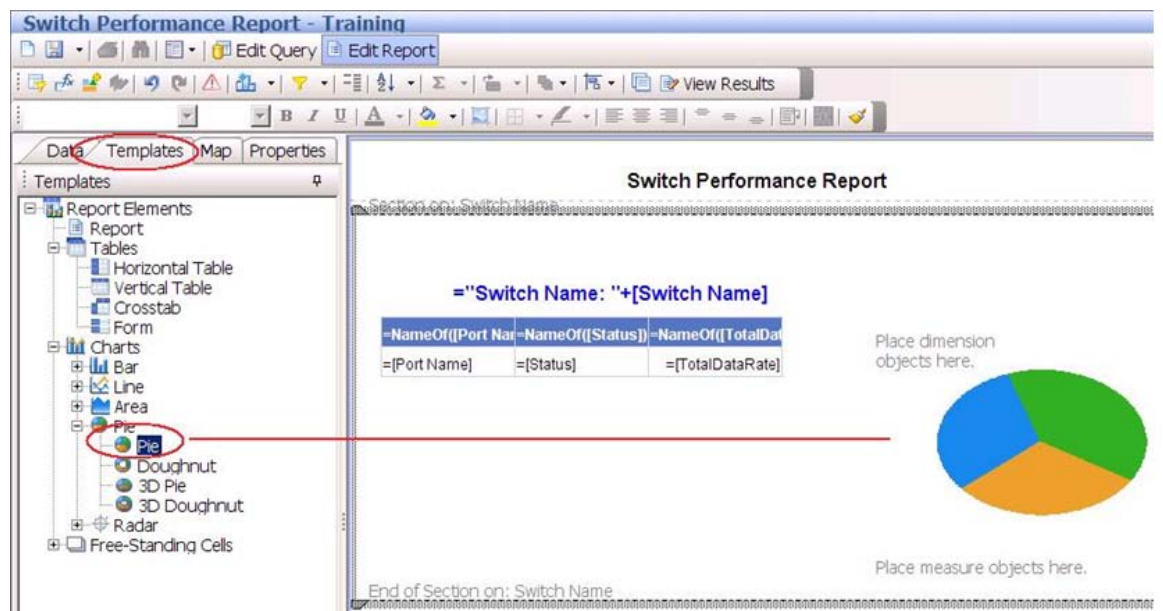 Switch Performance Report - Training
Edit Query Edit Report
View Results
B I U A
Data Templates Map Properties
Templates
Report Elements
Report
Tables
Horizontal Table
Vertical Table
Crosstab
Form
Charts
Bar
Line
Area
Pie
Pie
Doughnut
3D Pie
3D Doughnut
Radar
Free-Standing Cells
Switch Performance Report
Section on: Switch Name
="Switch Name: "+[Switch Name]
=NameOf([Port Nar =NameOf([Status]) =NameOf([TotalDat
=[Port Name] =[Status] =[TotalDataRate]
Place dimension
objects here.
Place measure objects here.
End of Section on: Switch Name